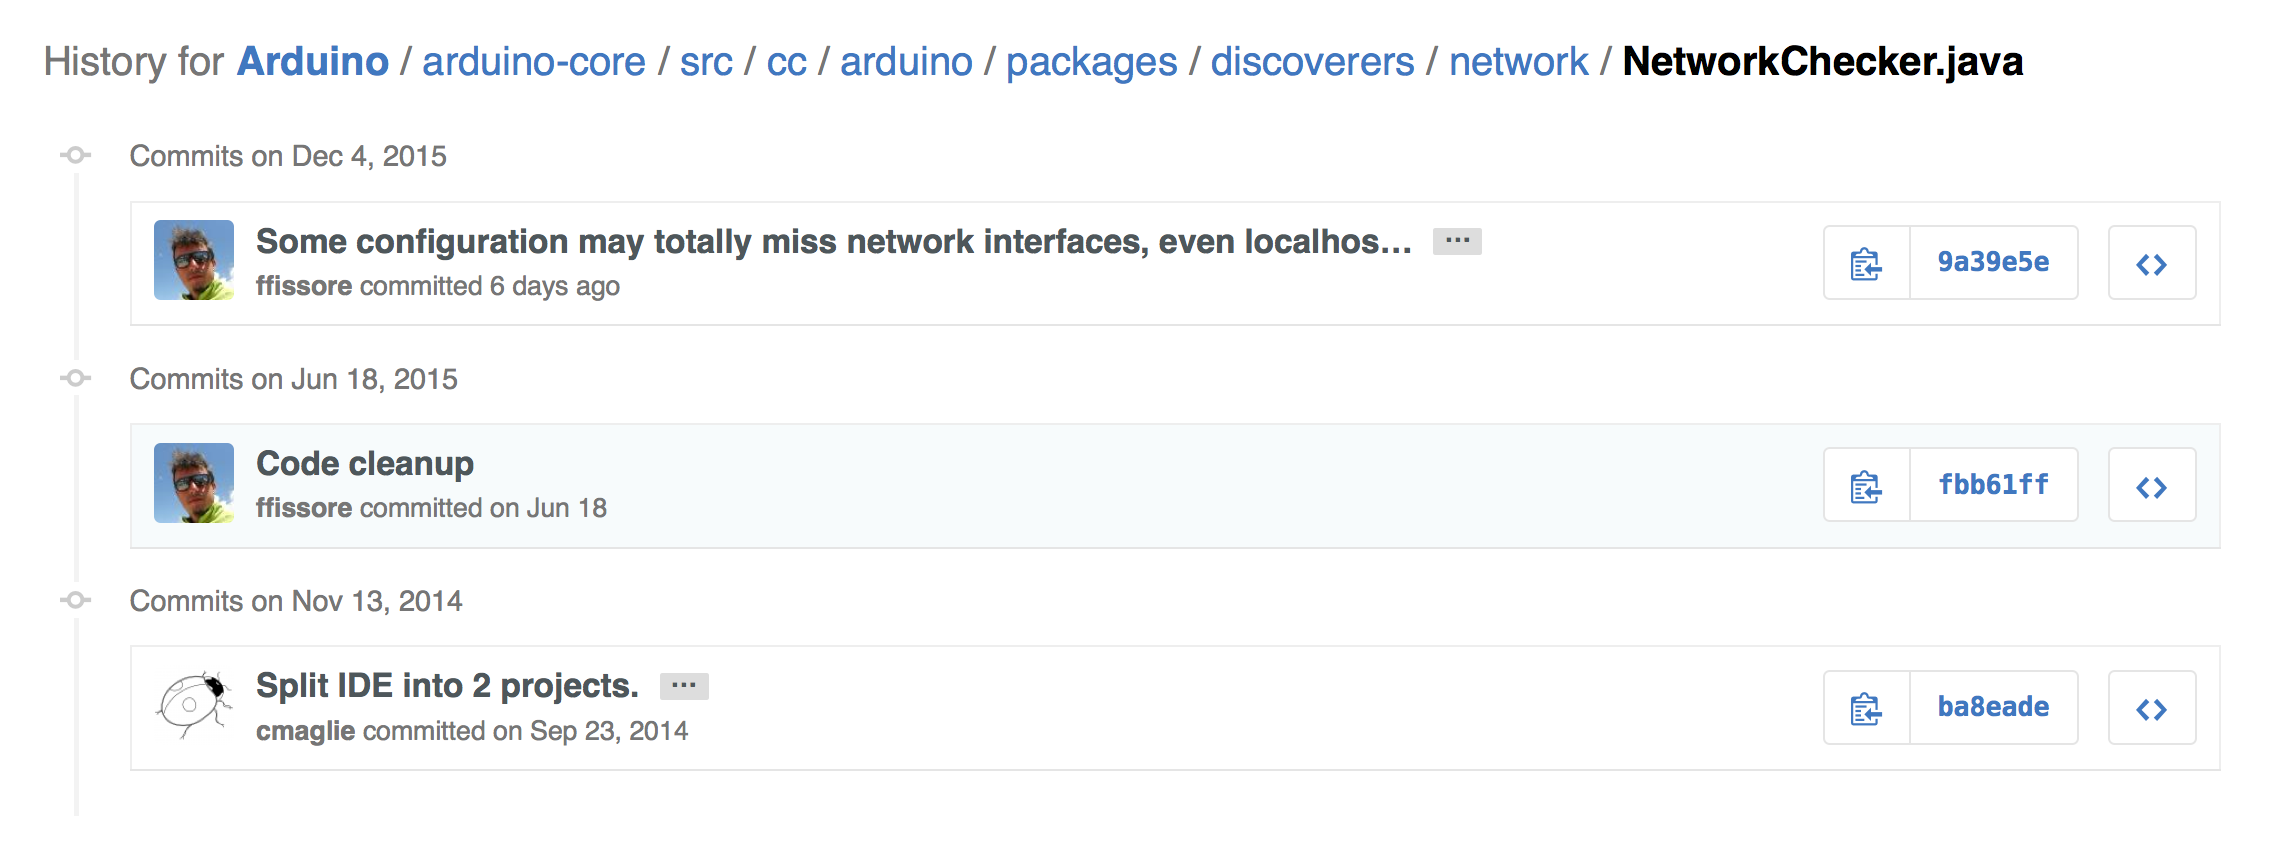 History for Arduino / arduino-core / src / cc / arduino / packages / discoverers / network / NetworkChecker.java
Commits on Dec 4, 2015
Some configuration may totally miss network interfaces, even localhos… …
ffissore committed 6 days ago
9a39e5e
Commits on Jun 18, 2015
Code cleanup
ffissore committed on Jun 18
fbb61ff
Commits on Nov 13, 2014
Split IDE into 2 projects. …
cmaglie committed on Sep 23, 2014
ba8eade